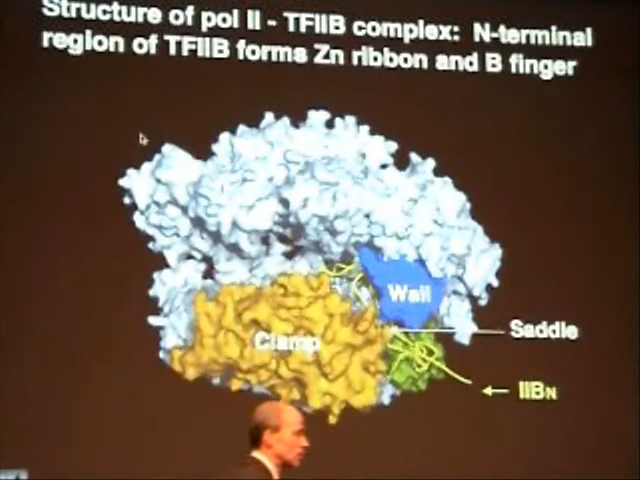 Structure of pol II - TFIIB complex: N-terminal
region of TFIIB forms Zn ribbon and B finger
Wall
Saddle
Clamp
IIBN